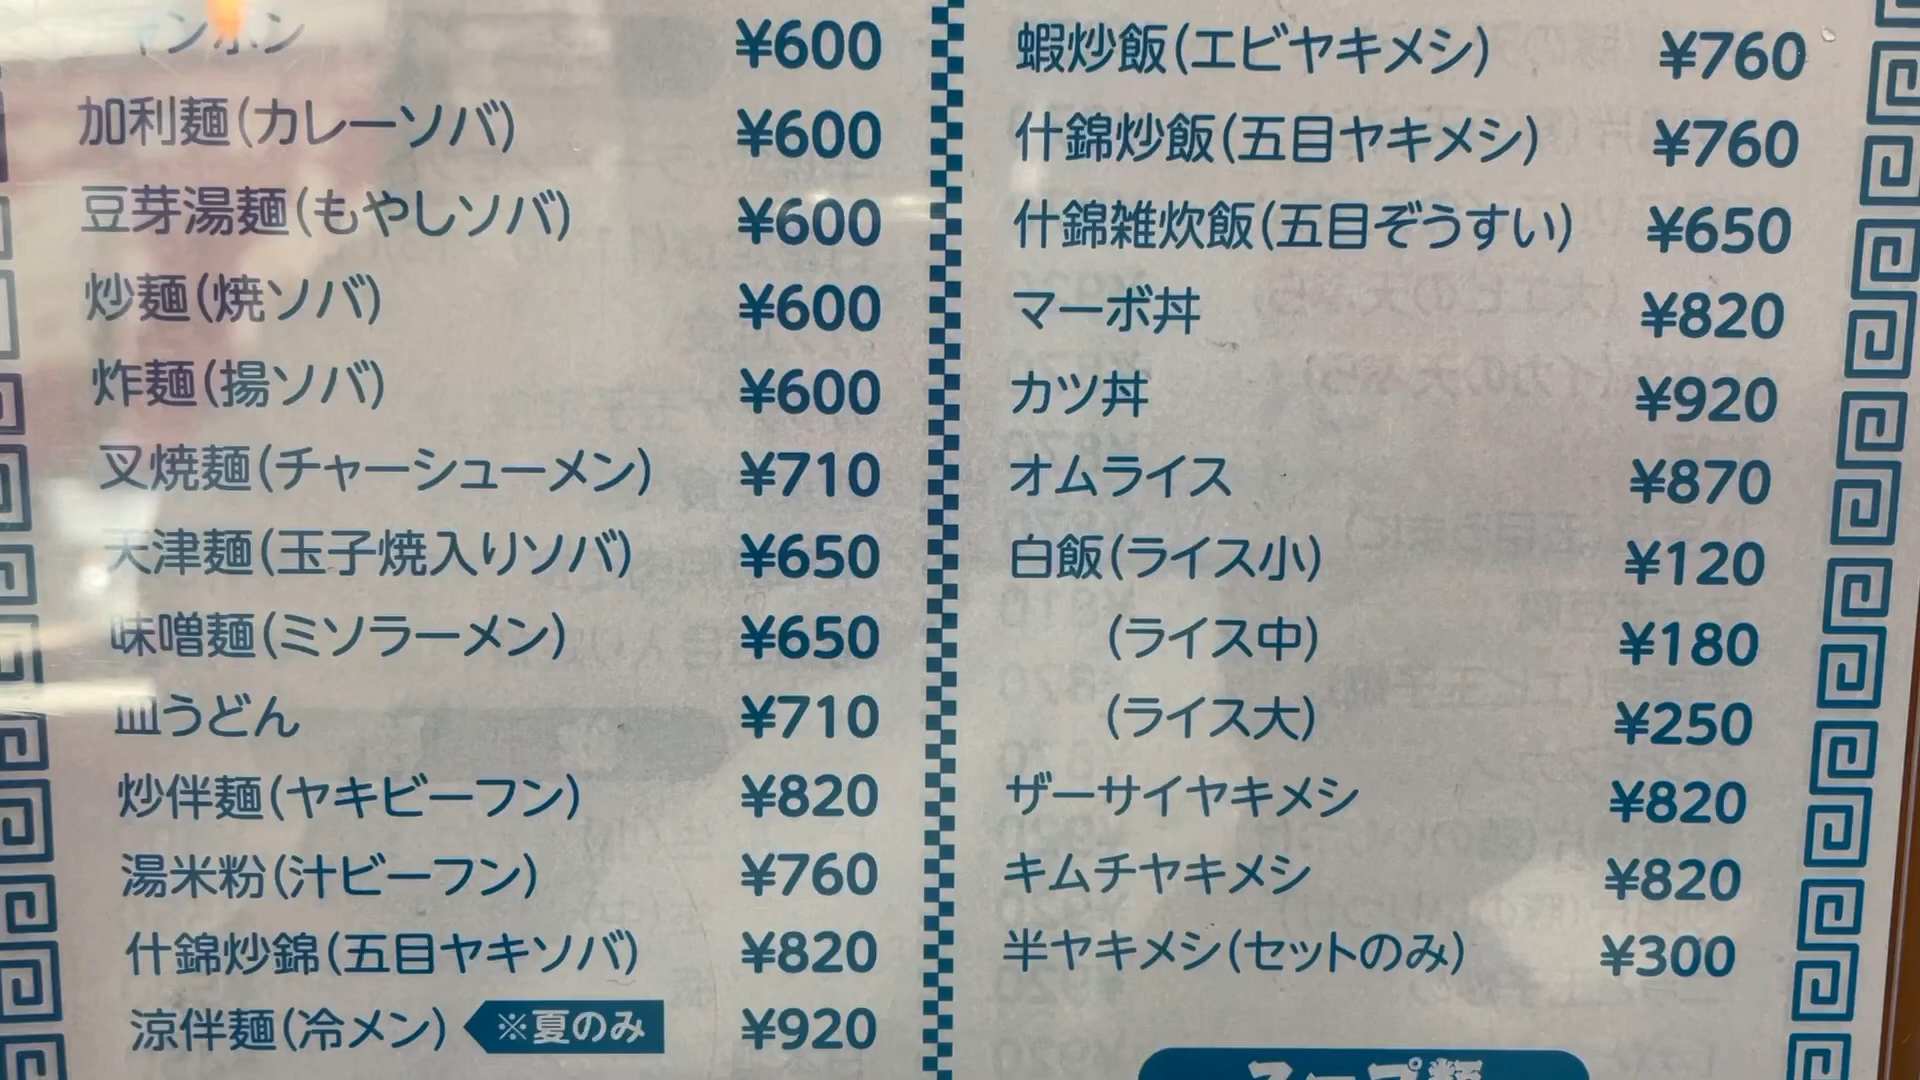 ¥600
加利麺(カレーソバ) ¥600
豆芽湯麺(もやしソバ) ¥600
炒麺(焼ソバ) ¥600
炸麺(揚ソバ) ¥600
叉焼麺(チャーシューメン) ¥710
天津麺(玉子焼入りソバ) ¥650
味噌麺(ミソラーメン) ¥650
皿うどん ¥710
炒伴麺(ヤキビーフン) ¥820
湯米粉(汁ビーフン) ¥760
什錦炒錦(五目ヤキソバ) ¥820
涼伴麺(冷メン) ※夏のみ ¥920
蝦炒飯(エビヤキメシ) ¥760
什錦炒飯(五目ヤキメシ) ¥760
什錦雑炊飯(五目ぞうすい) ¥650
マーボ丼 ¥820
カツ丼 ¥920
オムライス ¥870
白飯(ライス小) ¥120
(ライス中) ¥180
(ライス大) ¥250
ザーサイヤキメシ ¥820
キムチヤキメシ ¥820
半ヤキメシ(セットのみ) ¥300
スープ類